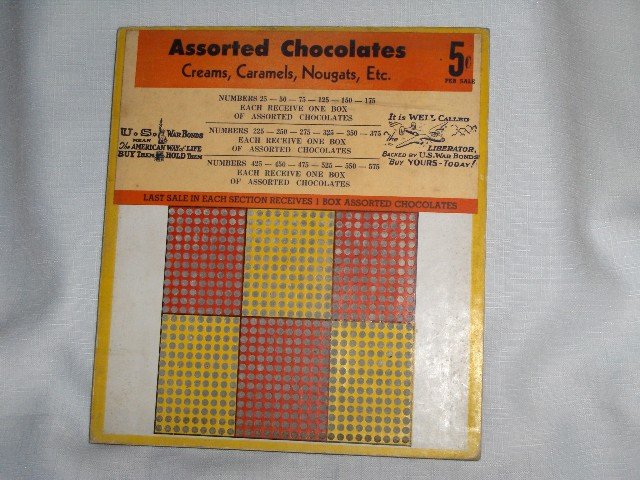 Assorted Chocolates
Creams, Caramels, Nougats, Etc.
5¢
PER SALE
NUMBERS 25 — 50 — 75 — 125 — 150 — 175
EACH RECEIVE ONE BOX
OF ASSORTED CHOCOLATES
U.S. WAR BONDS
MEAN
The AMERICAN WAY of LIFE
BUY THEM HOLD THEM
NUMBERS 225 — 250 — 275 — 325 — 350 — 375
EACH RECEIVE ONE BOX
OF ASSORTED CHOCOLATES
It is WELL CALLED
The
LIBERATOR,
BACKED BY U.S. WAR BONDS
BUY YOURS - TODAY!
NUMBERS 425 — 450 — 475 — 525 — 550 — 575
EACH RECEIVE ONE BOX
OF ASSORTED CHOCOLATES
LAST SALE IN EACH SECTION RECEIVES 1 BOX ASSORTED CHOCOLATES